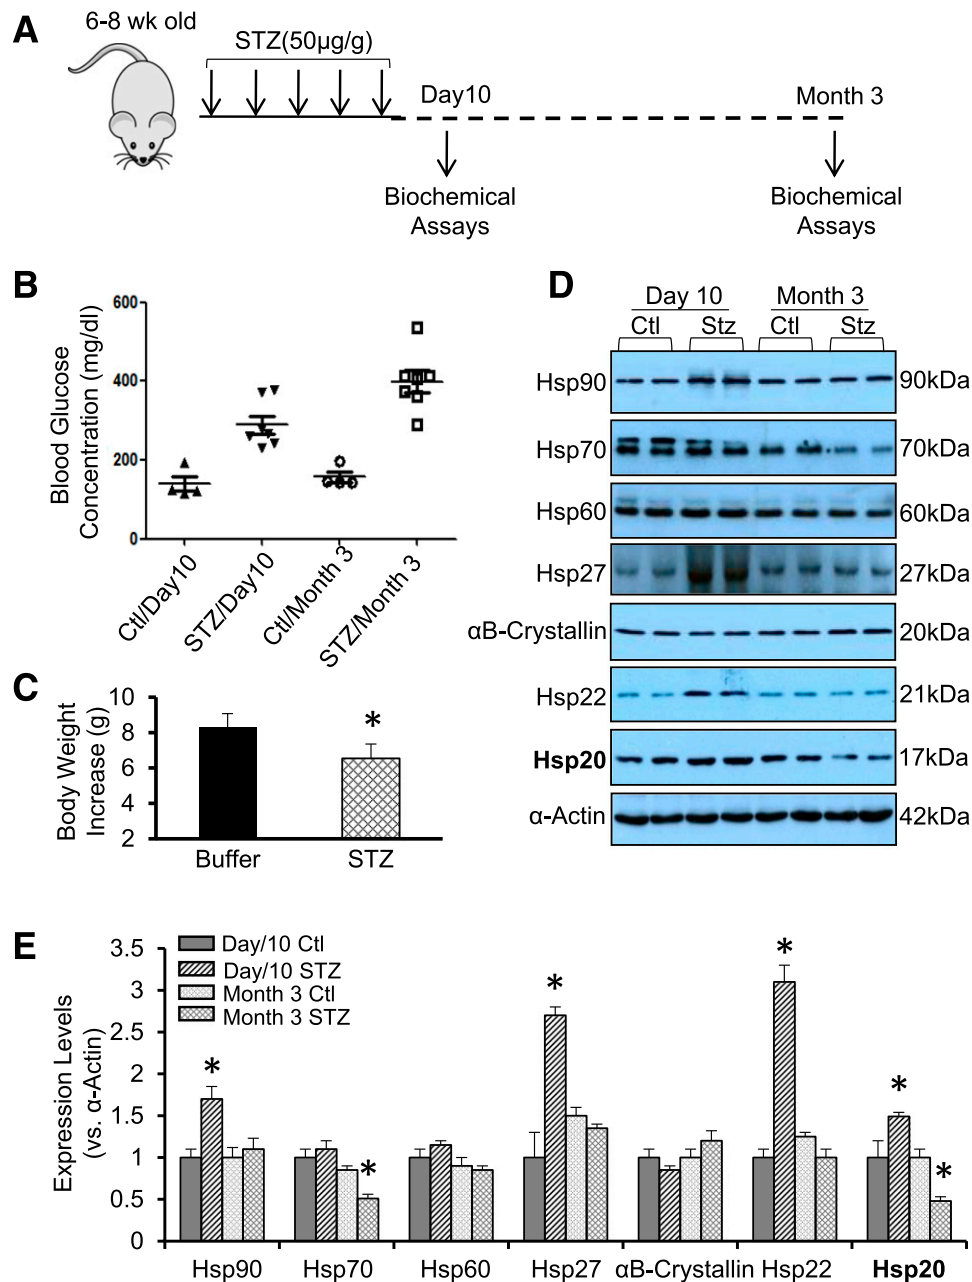 A
6-8 wk old
STZ(50µg/g)
Day10
Month 3
Biochemical
Assays
Biochemical
Assays
B
Blood Glucose
Concentration (mg/dl)
600
400
200
0
Ctl/Day10
STZ/Day10
Ctl/Month 3
STZ/Month 3
C
Body Weight
Increase (g)
10
8
6
4
2
*
Buffer
STZ
D
Day 10
Month 3
Ctl
Stz
Ctl
Stz
Hsp90
90kDa
Hsp70
70kDa
Hsp60
60kDa
Hsp27
27kDa
αB-Crystallin
20kDa
Hsp22
21kDa
Hsp20
17kDa
α-Actin
42kDa
E
Expression Levels
(vs. α-Actin)
3.5
3
2.5
2
1.5
1
0.5
0
Day/10 Ctl
Day/10 STZ
Month 3 Ctl
Month 3 STZ
*
*
*
*
*
*
Hsp90
Hsp70
Hsp60
Hsp27
αB-Crystallin
Hsp22
Hsp20